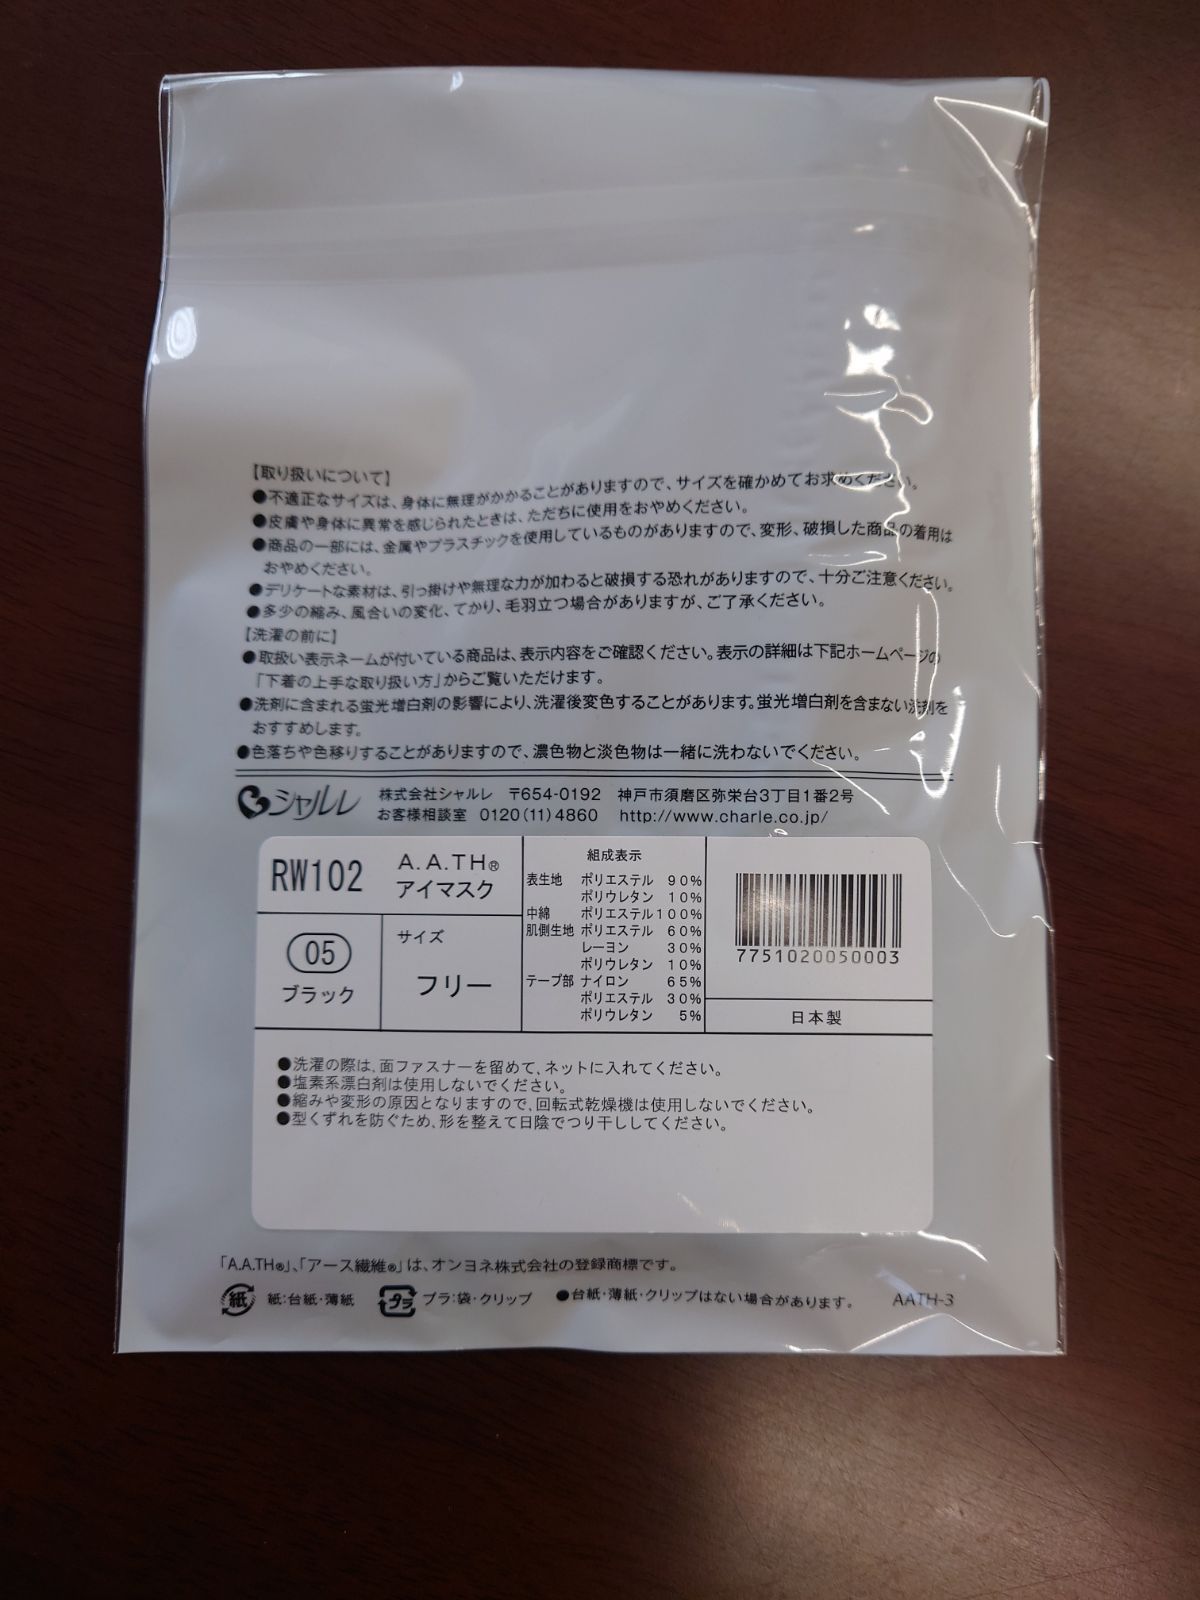 【取り扱いについて】
●不適正なサイズは、身体に無理がかかることがありますので、サイズを確かめてお求めください。
●皮膚や身体に異常を感じられたときは、ただちに使用をおやめください。
●商品の一部には、金属やプラスチックを使用しているものがありますので、変形、破損した商品の着用は
おやめください。
●デリケートな素材は、引っ掛けや無理な力が加わると破損する恐れがありますので、十分ご注意ください。
●多少の縮み、風合いの変化、てかり、毛羽立つ場合がありますが、ご了承ください。
【洗濯の前に】
●取扱い表示ネームが付いている商品は、表示内容をご確認ください。表示の詳細は下記ホームページの
「下着の上手な取り扱い方」からご覧いただけます。
●洗剤に含まれる蛍光増白剤の影響により、洗濯後変色することがあります。蛍光増白剤を含まない洗剤を
おすすめします。
●色落ちや色移りすることがありますので、濃色物と淡色物は一緒に洗わないでください。
シャルレ 株式会社シャルレ 〒654-0192 神戸市須磨区弥栄台3丁目1番2号
お客様相談室 0120(11)4860 http://www.charle.co.jp/
RW102 A.A.TH®
アイマスク
05
ブラック
サイズ
フリー
組成表示
表生地 ポリエステル 90%
ポリウレタン 10%
中綿 ポリエステル100%
肌側生地 ポリエステル 60%
レーヨン 30%
ポリウレタン 10%
テープ部 ナイロン 65%
ポリエステル 30%
ポリウレタン 5%
7751020050003
日本製
●洗濯の際は、面ファスナーを留めて、ネットに入れてください。
●塩素系漂白剤は使用しないでください。
●縮みや変形の原因となりますので、回転式乾燥機は使用しないでください。
●型くずれを防ぐため、形を整えて日陰でつり干ししてください。
「A.A.TH®」、「アース繊維®」は、オンヨネ株式会社の登録商標です。
紙 紙:台紙・薄紙 プラ プラ:袋・クリップ ●台紙・薄紙・クリップはない場合があります。 AATH-3